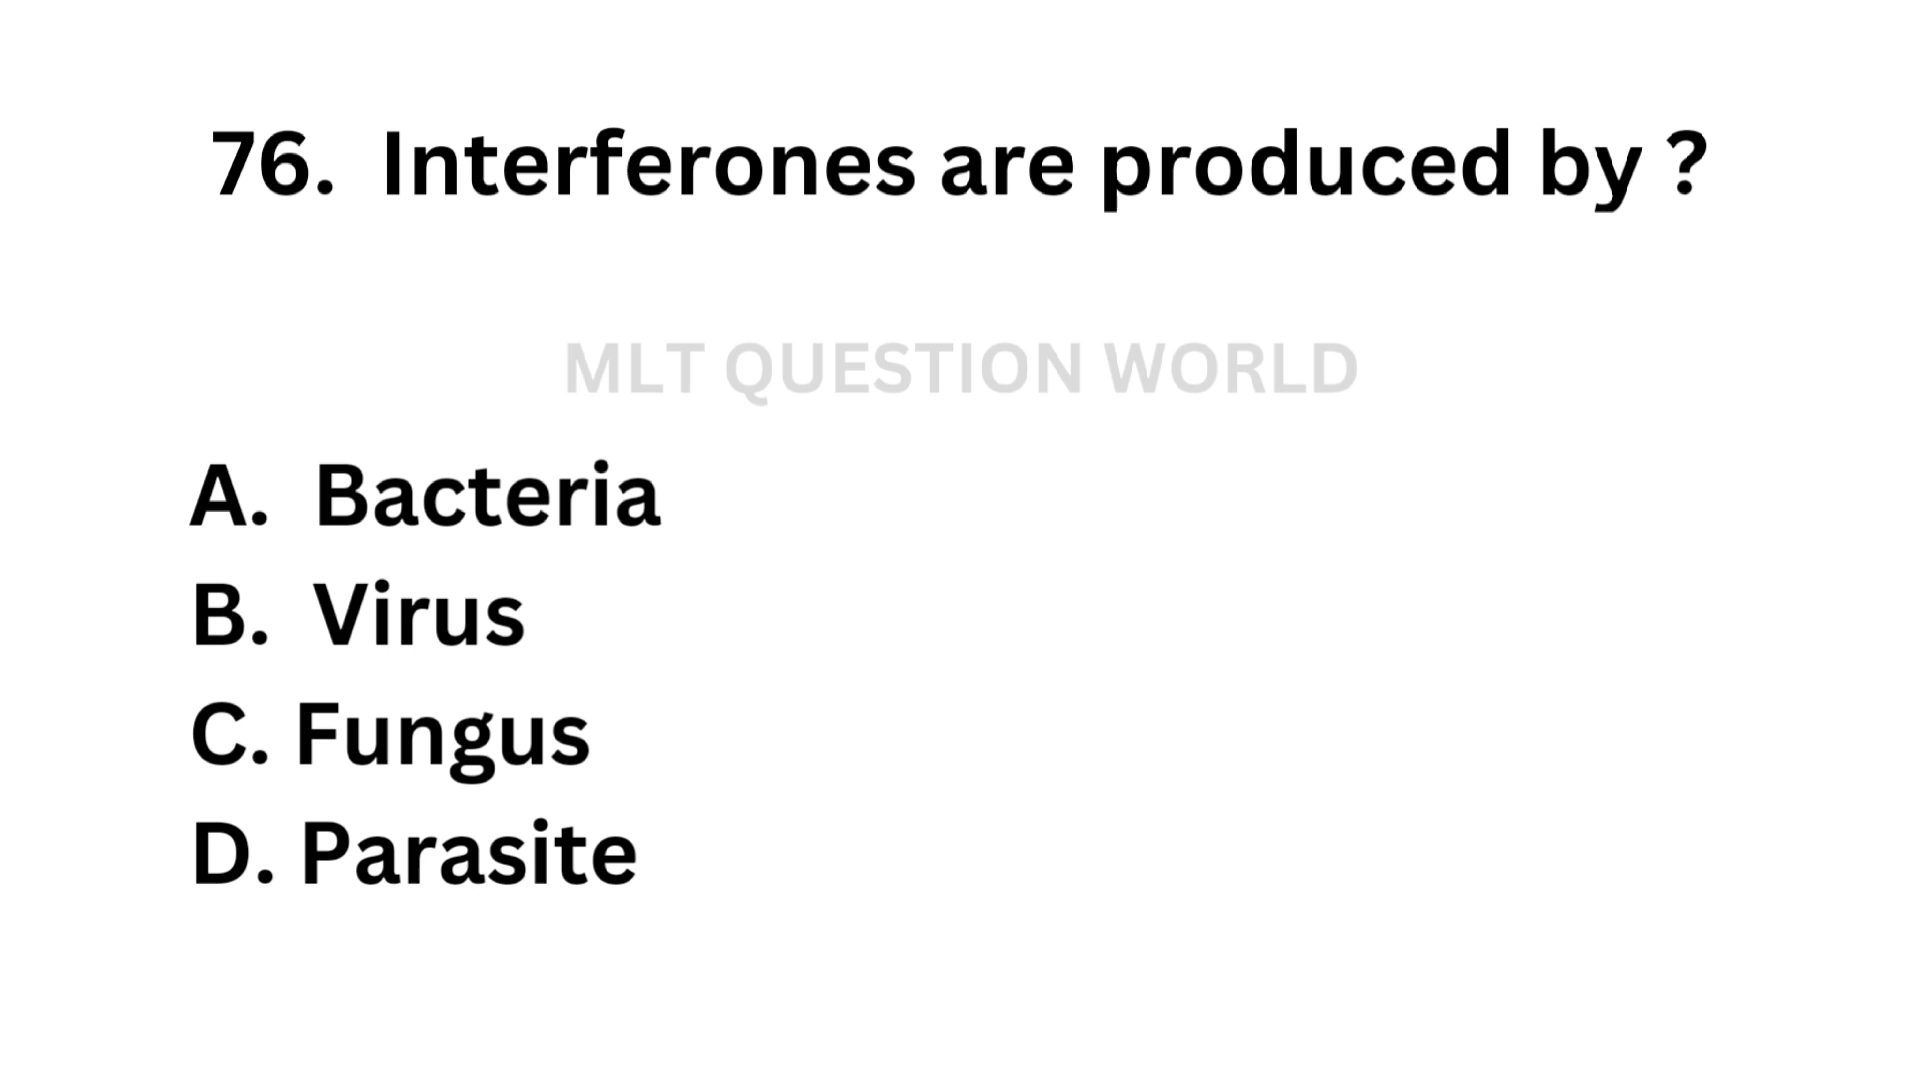 76. Interferones are produced by ?
MLT QUESTION WORLD
A. Bacteria
B. Virus
C. Fungus
D. Parasite